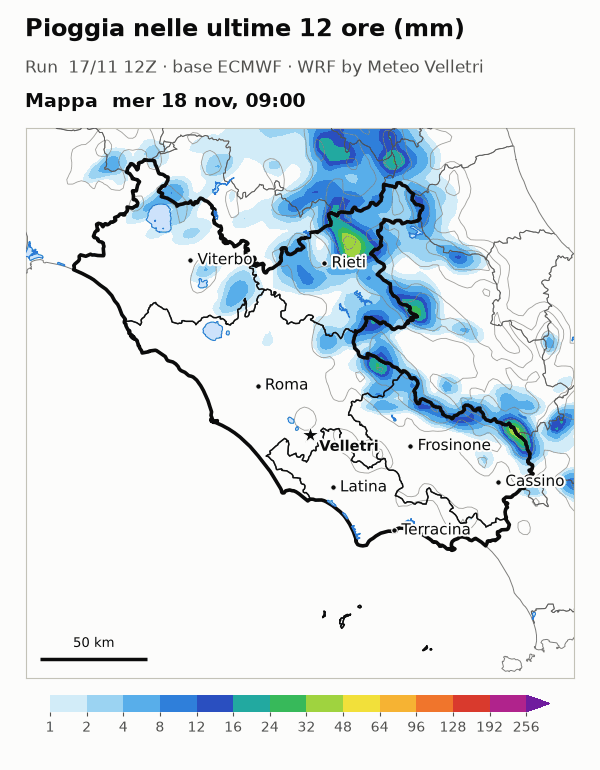 Pioggia nelle ultime 12 ore (mm)
Run  17/11 12Z · base ECMWF · WRF by Meteo Velletri
Mappa  mer 18 nov, 09:00
Viterbo
Rieti
Roma
Velletri
Frosinone
Latina
Cassino
Terracina
50 km
1 2 4 8 12 16 24 32 48 64 96 128 192 256